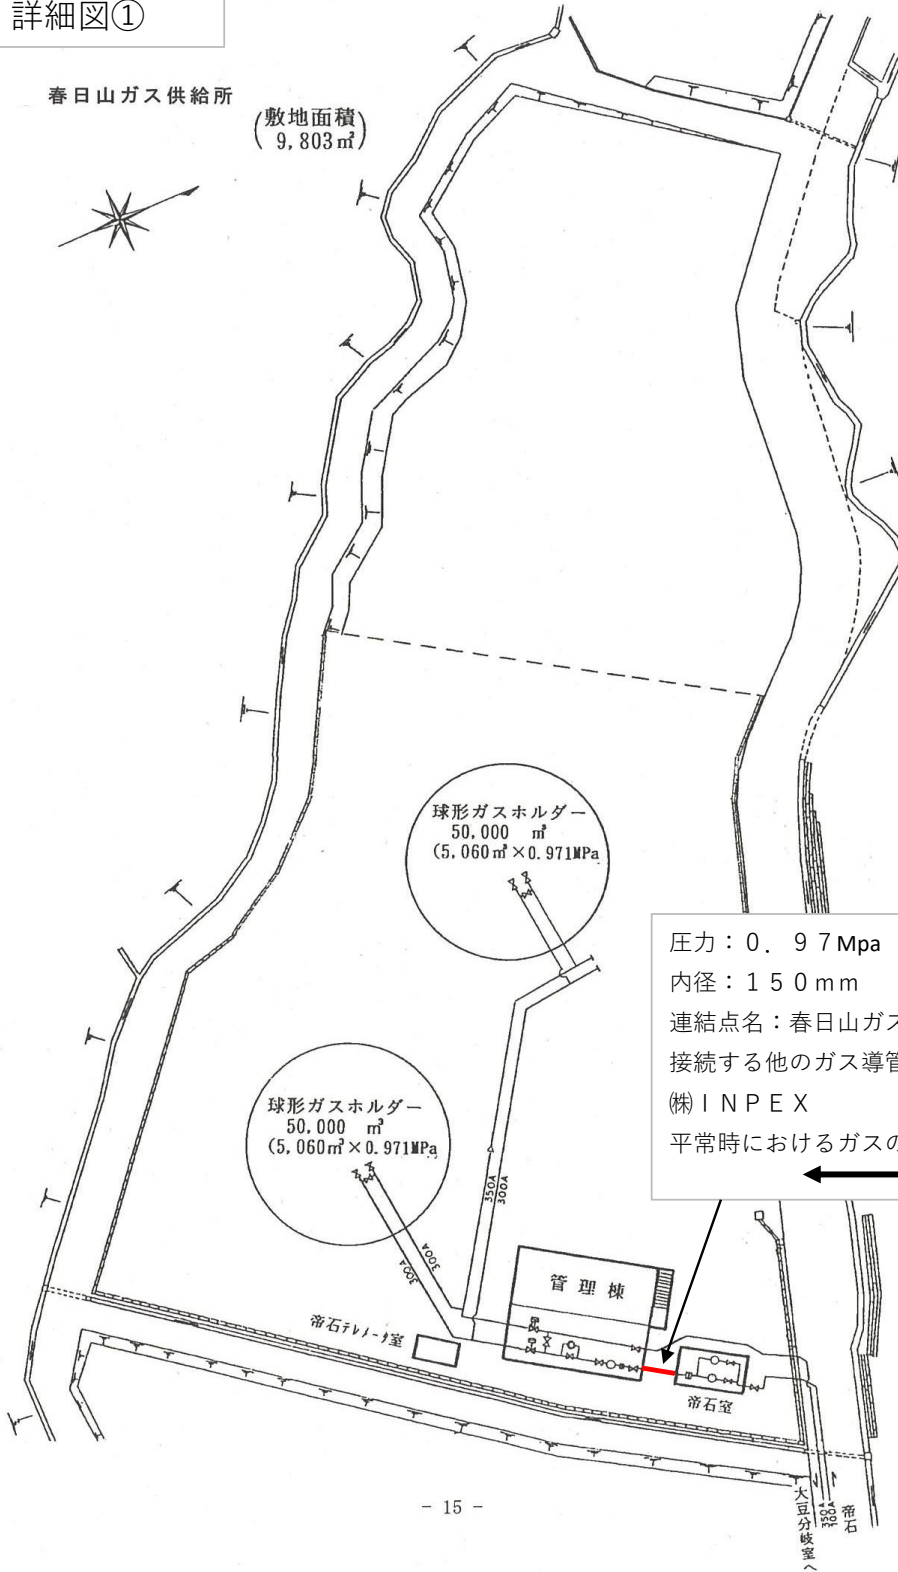 詳細図①
春日山ガス供給所
(敷地面積
9,803㎡)
球形ガスホルダー
50,000 ㎥
(5,060㎥×0.971MPa
圧力：０．９７Mpa
内径：１５０ｍｍ
連結点名：春日山ガス
接続する他のガス導管
㈱ＩＮＰＥＸ
平常時におけるガスの
球形ガスホルダー
50,000 ㎥
(5,060㎥×0.971MPa
350A
300A
300A
300A
管理棟
帝石テレメータ室
帝石室
大豆分岐室へ
350A
300A
帝石
- 15 -